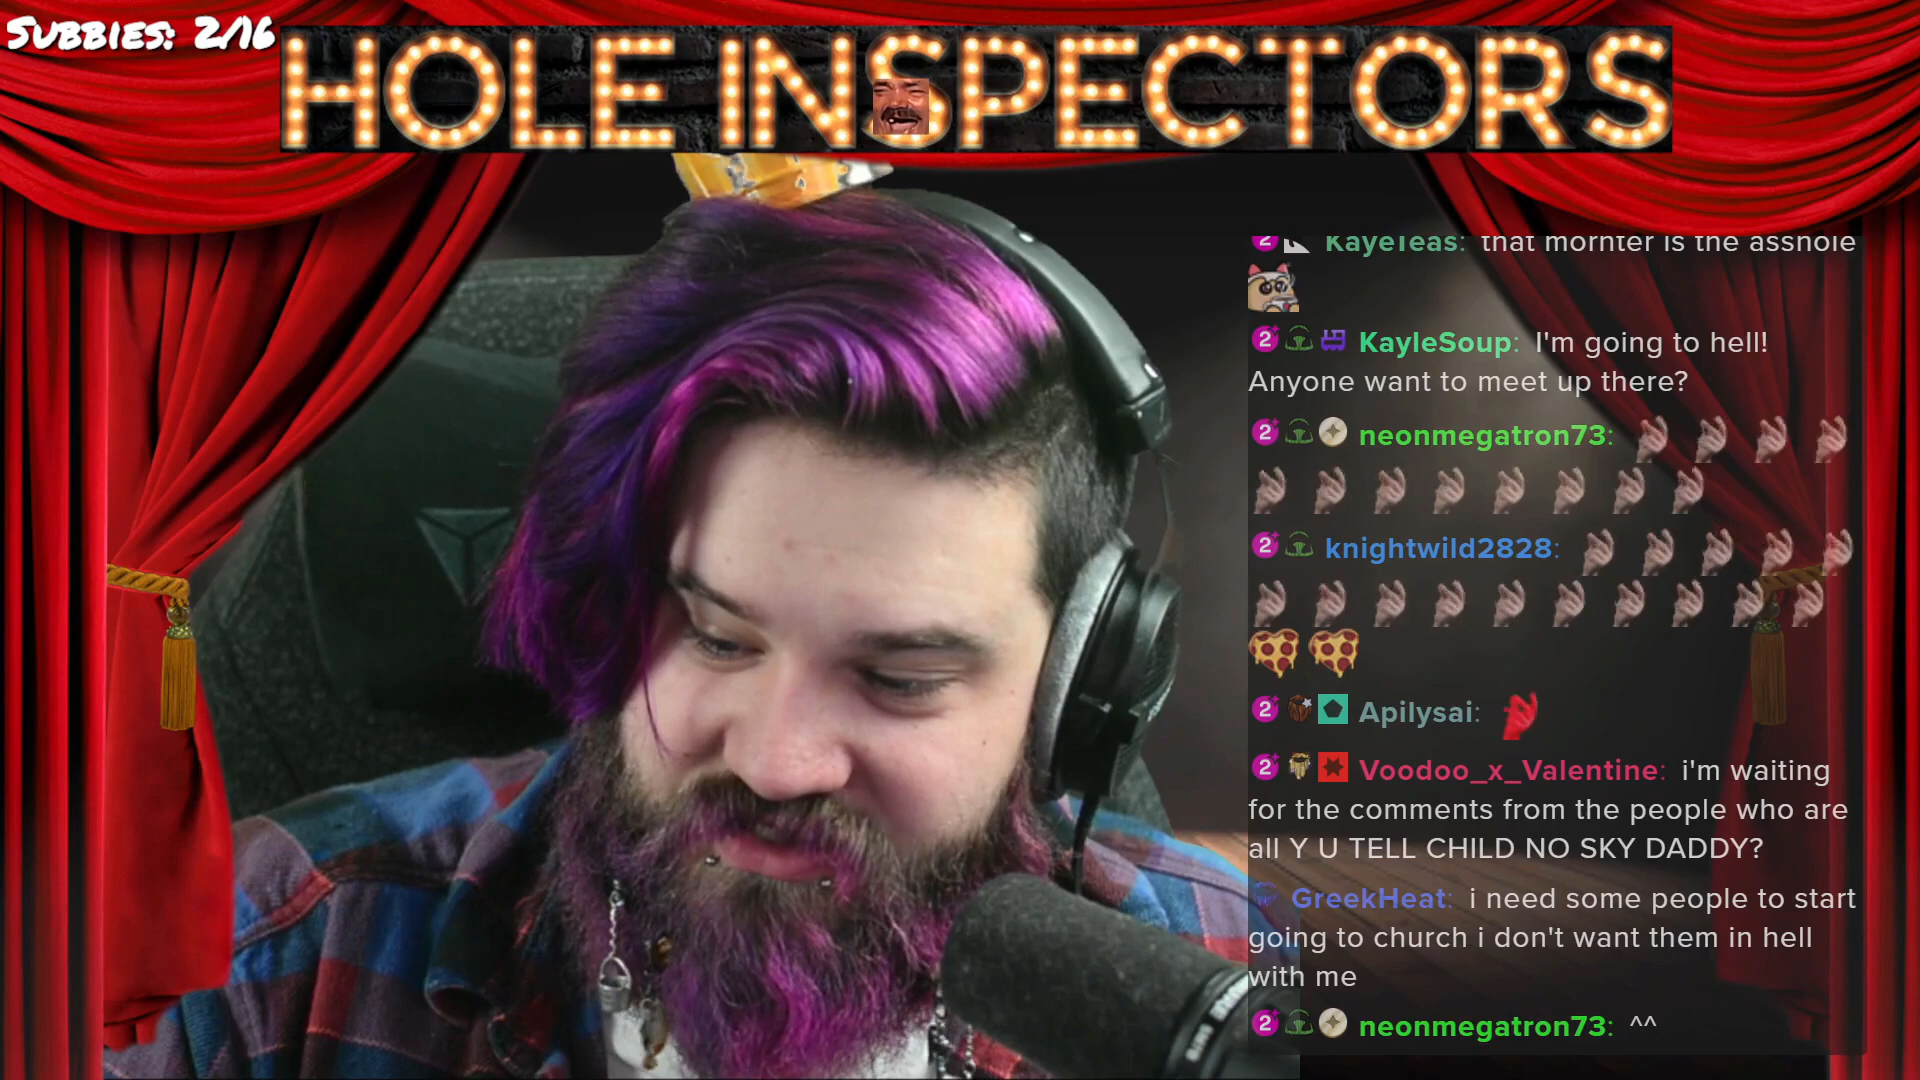 Subbies: 2/16
HOLE INSPECTORS
KayeTeas: that mornter is the asshole
KayleSoup: I'm going to hell!
Anyone want to meet up there?
neonmegatron73:
knightwild2828:
Apilysai:
Voodoo_x_Valentine: i'm waiting
for the comments from the people who are
all Y U TELL CHILD NO SKY DADDY?
GreekHeat: i need some people to start
going to church i don't want them in hell
with me
neonmegatron73: ^^